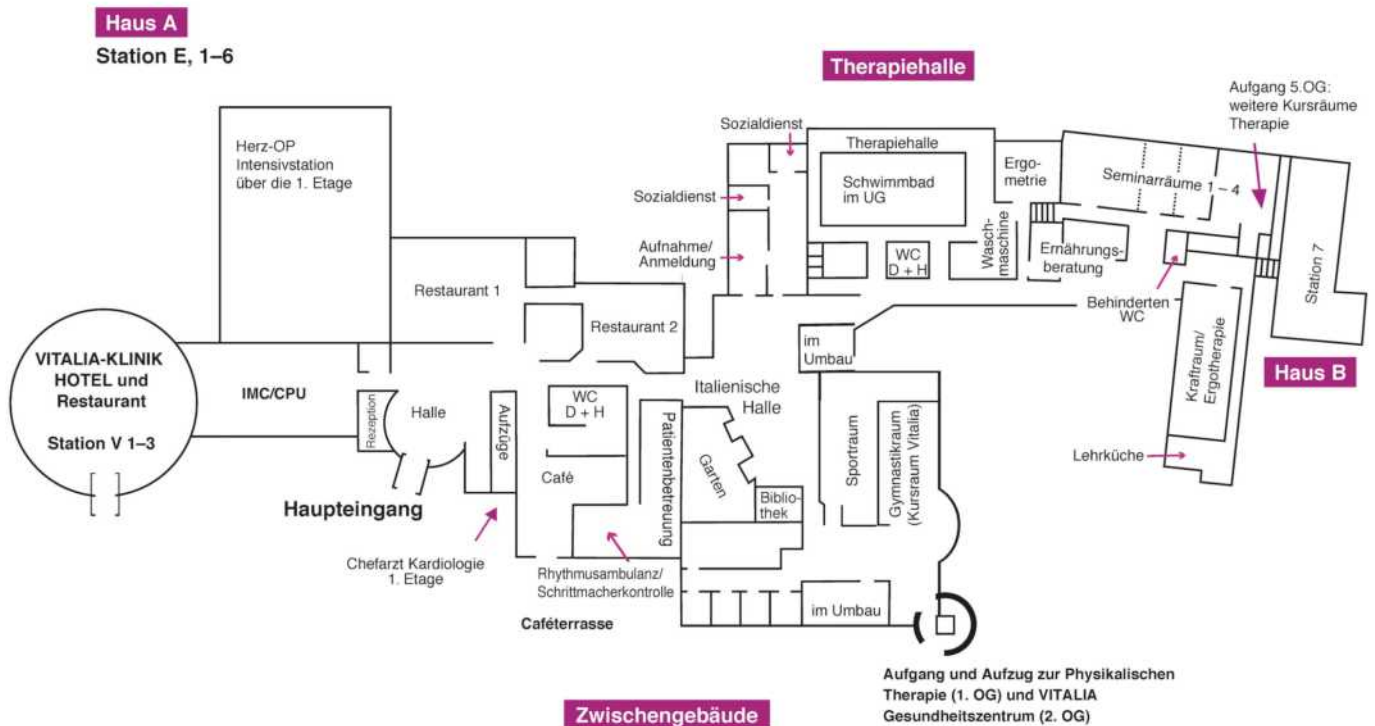 Haus A
Station E, 1–6
Therapiehalle
Aufgang 5.OG:
weitere Kursräume
Therapie
Sozialdienst
Herz-OP
Intensivstation
über die 1. Etage
Therapiehalle
Ergo-
metrie
Seminarräume 1 – 4
Schwimmbad
im UG
Sozialdienst
Aufnahme/
Anmeldung
WC
D + H
Wasch-
maschine
Ernährungs-
beratung
Station 7
Restaurant 1
Restaurant 2
Behinderten
WC
im
Umbau
VITALIA-KLINIK
HOTEL und
Restaurant
Station V 1–3
IMC/CPU
Rezeption
Halle
Aufzüge
WC
D + H
Italienische
Halle
Kraftraum/
Ergotherapie
Haus B
Patientenbetreuung
Garten
Sportraum
Gymnastikraum
(Kursraum Vitalia)
Lehrküche
Café
Biblio-
thek
Haupteingang
Chefarzt Kardiologie
1. Etage
Rhythmusambulanz/
Schrittmacherkontrolle
im Umbau
Caféterrasse
Aufgang und Aufzug zur Physikalischen
Therapie (1. OG) und VITALIA
Gesundheitszentrum (2. OG)
Zwischengebäude